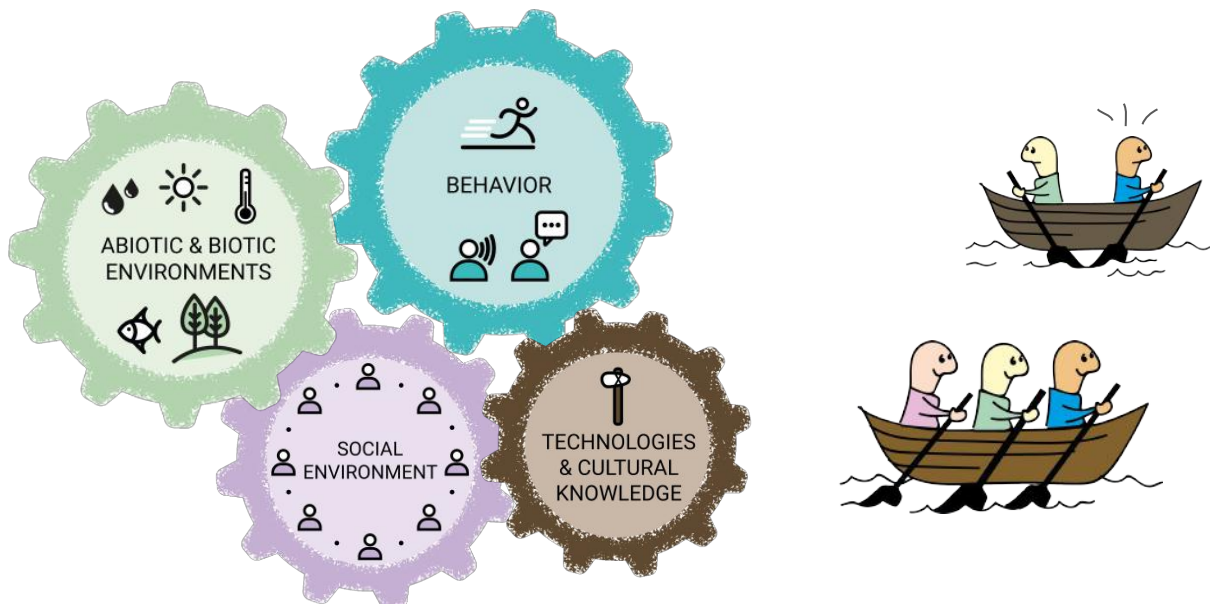 BEHAVIOR
ABIOTIC & BIOTIC
ENVIRONMENTS
SOCIAL
ENVIRONMENT
TECHNOLOGIES
& CULTURAL
KNOWLEDGE